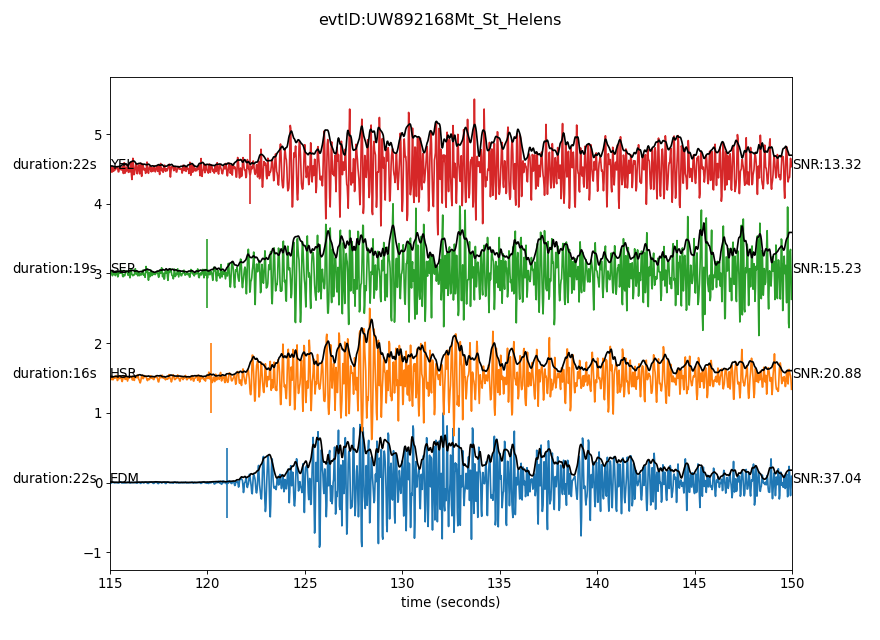 evtID:UW892168Mt_St_Helens
5
duration:22s YEL SNR:13.32
4
duration:19s 3 SEP SNR:15.23
2
duration:16s HSR SNR:20.88
1
duration:22s 0 EDM SNR:37.04
−1
115 120 125 130 135 140 145 150
time (seconds)